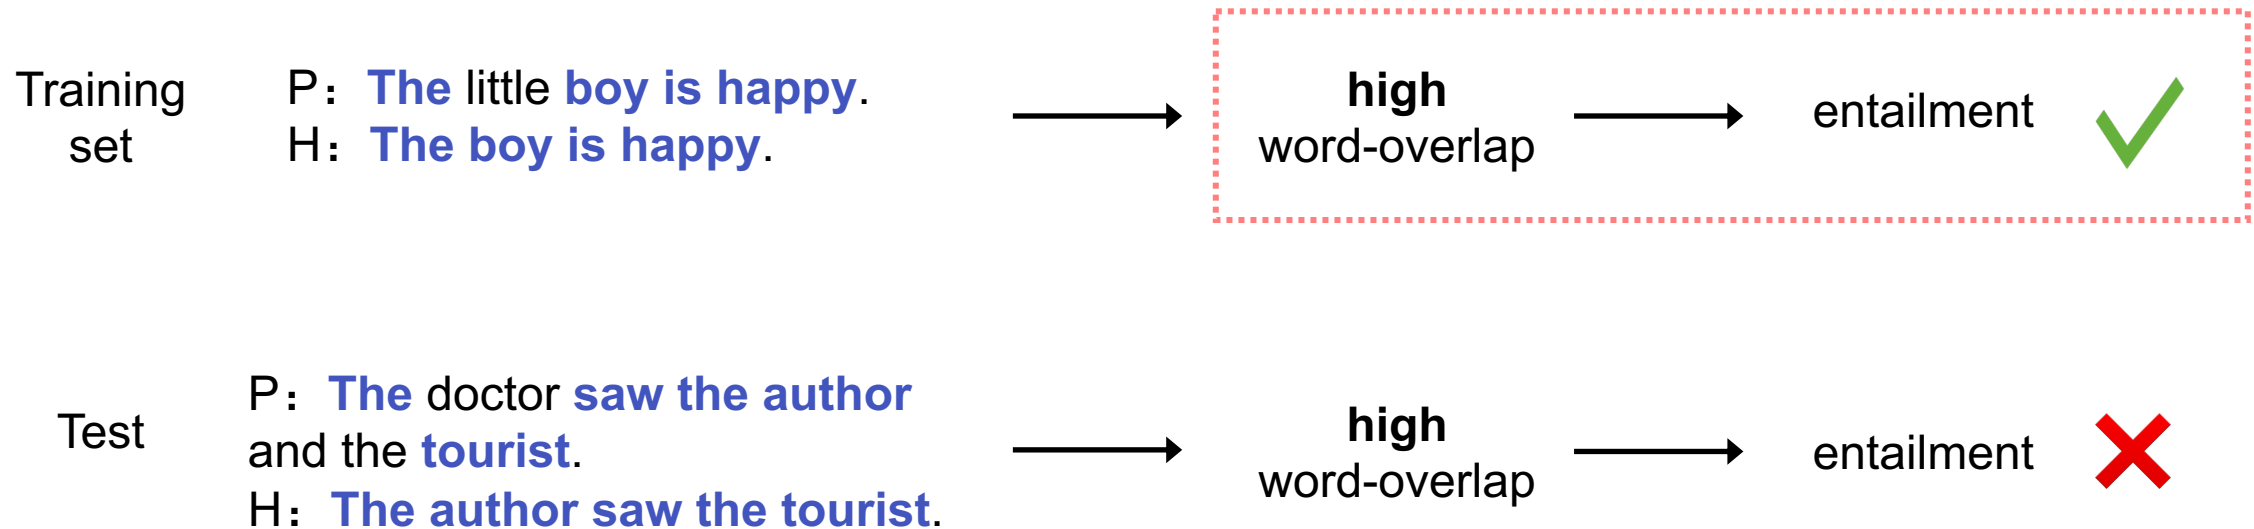 Training
set
P：The little boy is happy.
H：The boy is happy.
high
word-overlap
entailment
Test
P：The doctor saw the author
and the tourist.
H：The author saw the tourist.
high
word-overlap
entailment